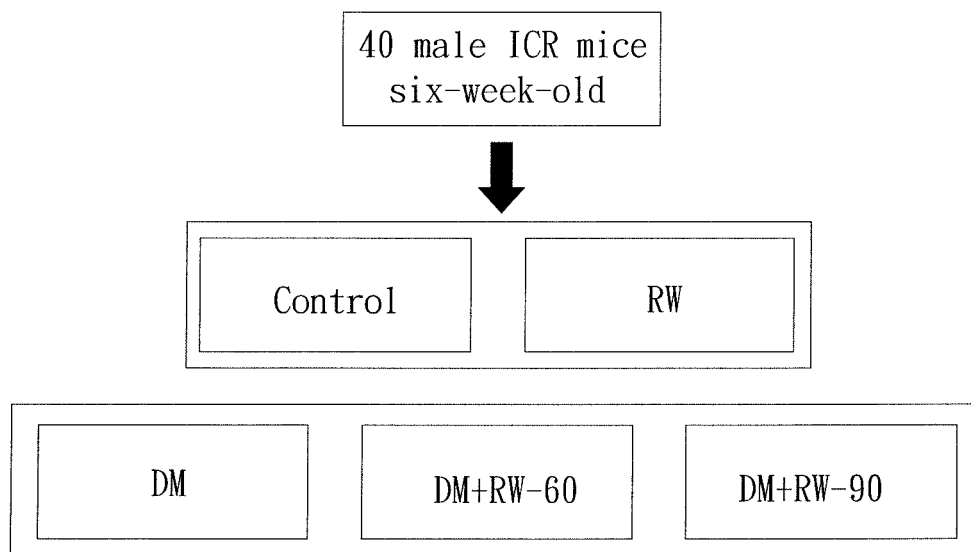 40 male ICR mice
six-week-old
Control
RW
DM
DM+RW-60
DM+RW-90